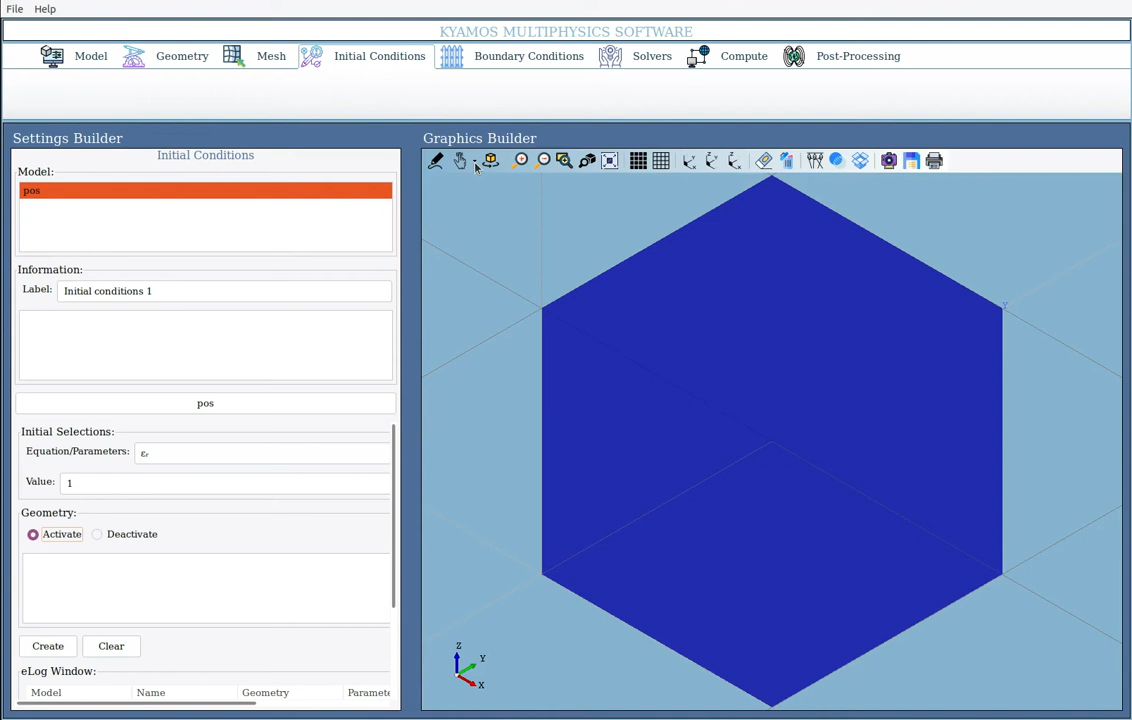 File Help
KYAMOS MULTIPHYSICS SOFTWARE
Model Geometry Mesh Initial Conditions Boundary Conditions Solvers Compute Post-Processing
Settings Builder
Graphics Builder
Initial Conditions
Model:
pos
Information:
Label: Initial conditions 1
pos
Initial Selections:
Equation/Parameters: εᵣ
Value: 1
Geometry:
Activate Deactivate
Create Clear
eLog Window:
Model Name Geometry Paramete
Y
Z
Y
X